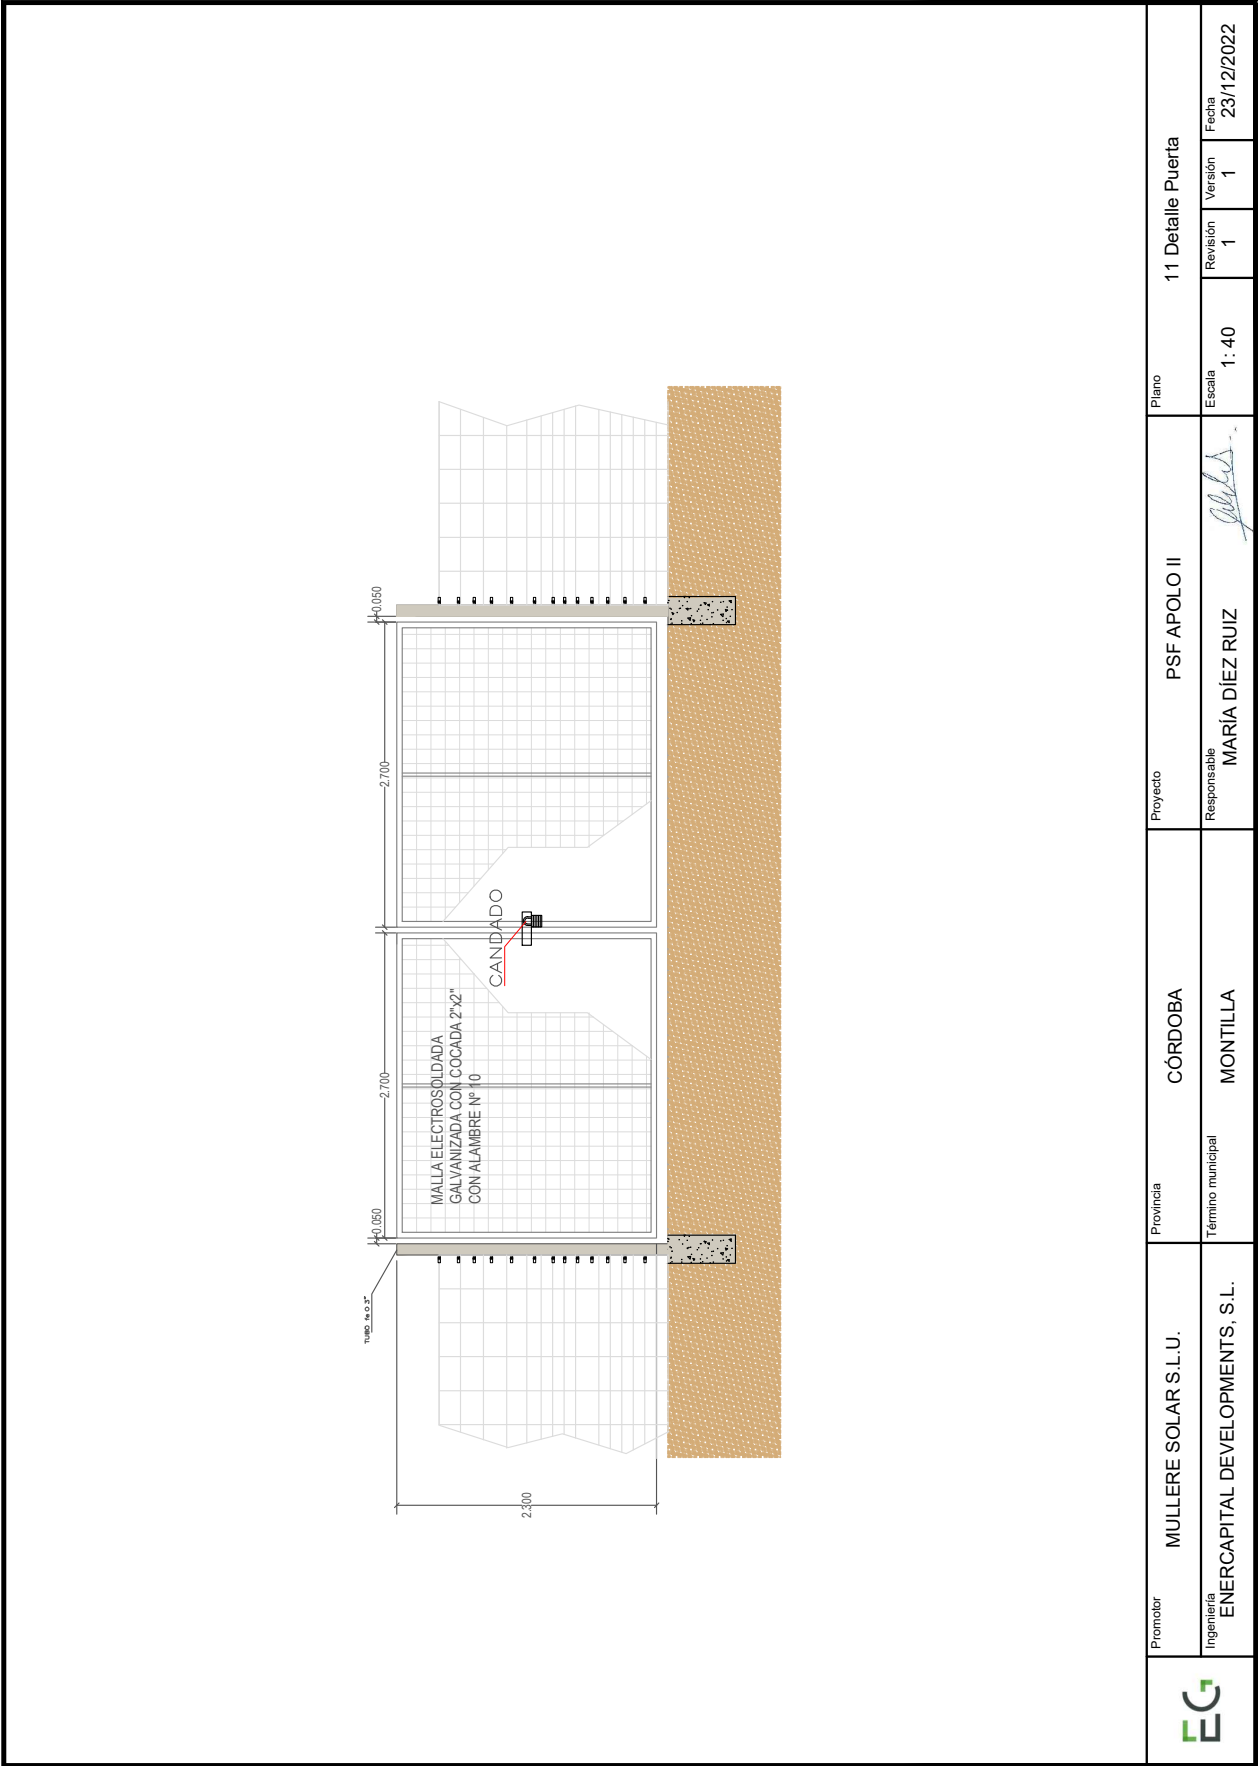 TUBO fe O 3"
0.050
2.700
2.700
0.050
MALLA ELECTROSOLDADA
GALVANIZADA CON COCADA 2"x2"
CON ALAMBRE Nº 10
CANDADO
2.300
EG
Promotor
MULLERE SOLAR S.L.U.
Ingeniería
ENERCAPITAL DEVELOPMENTS, S.L.
Provincia
CÓRDOBA
Término municipal
MONTILLA
Proyecto
PSF APOLO II
Responsable
MARÍA DÍEZ RUIZ
Plano
11 Detalle Puerta
Escala
1: 40
Revisión
1
Versión
1
Fecha
23/12/2022